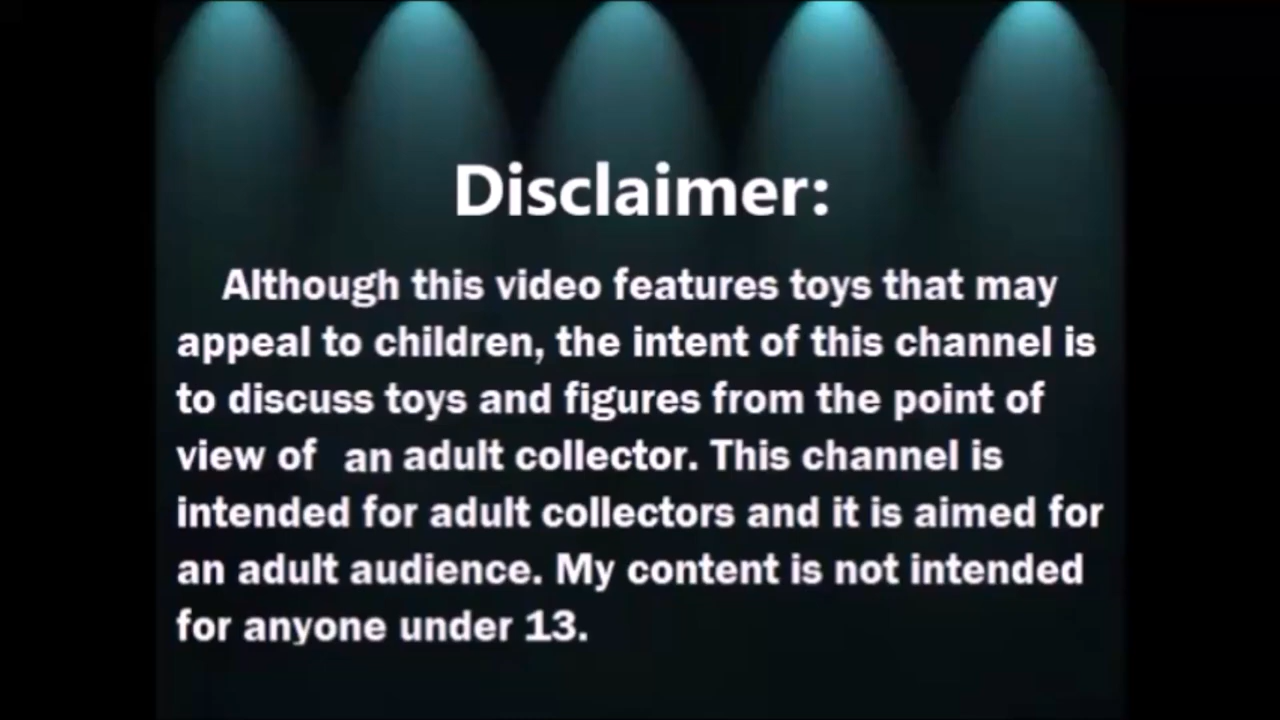 Disclaimer:
Although this video features toys that may
appeal to children, the intent of this channel is
to discuss toys and figures from the point of
view of an adult collector. This channel is
intended for adult collectors and it is aimed for
an adult audience. My content is not intended
for anyone under 13.